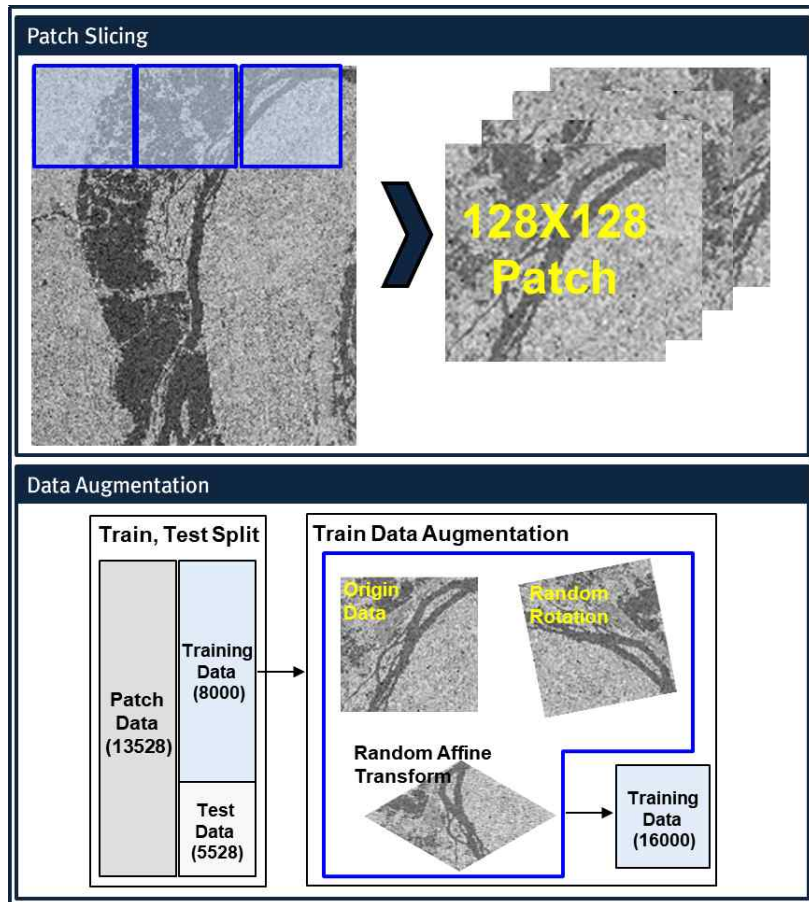 Patch Slicing
128X128
Patch
Data Augmentation
Train, Test Split
Patch
Data
(13528)
Training
Data
(8000)
Test
Data
(5528)
Train Data Augmentation
Origin
Data
Random
Rotation
Random Affine
Transform
Training
Data
(16000)